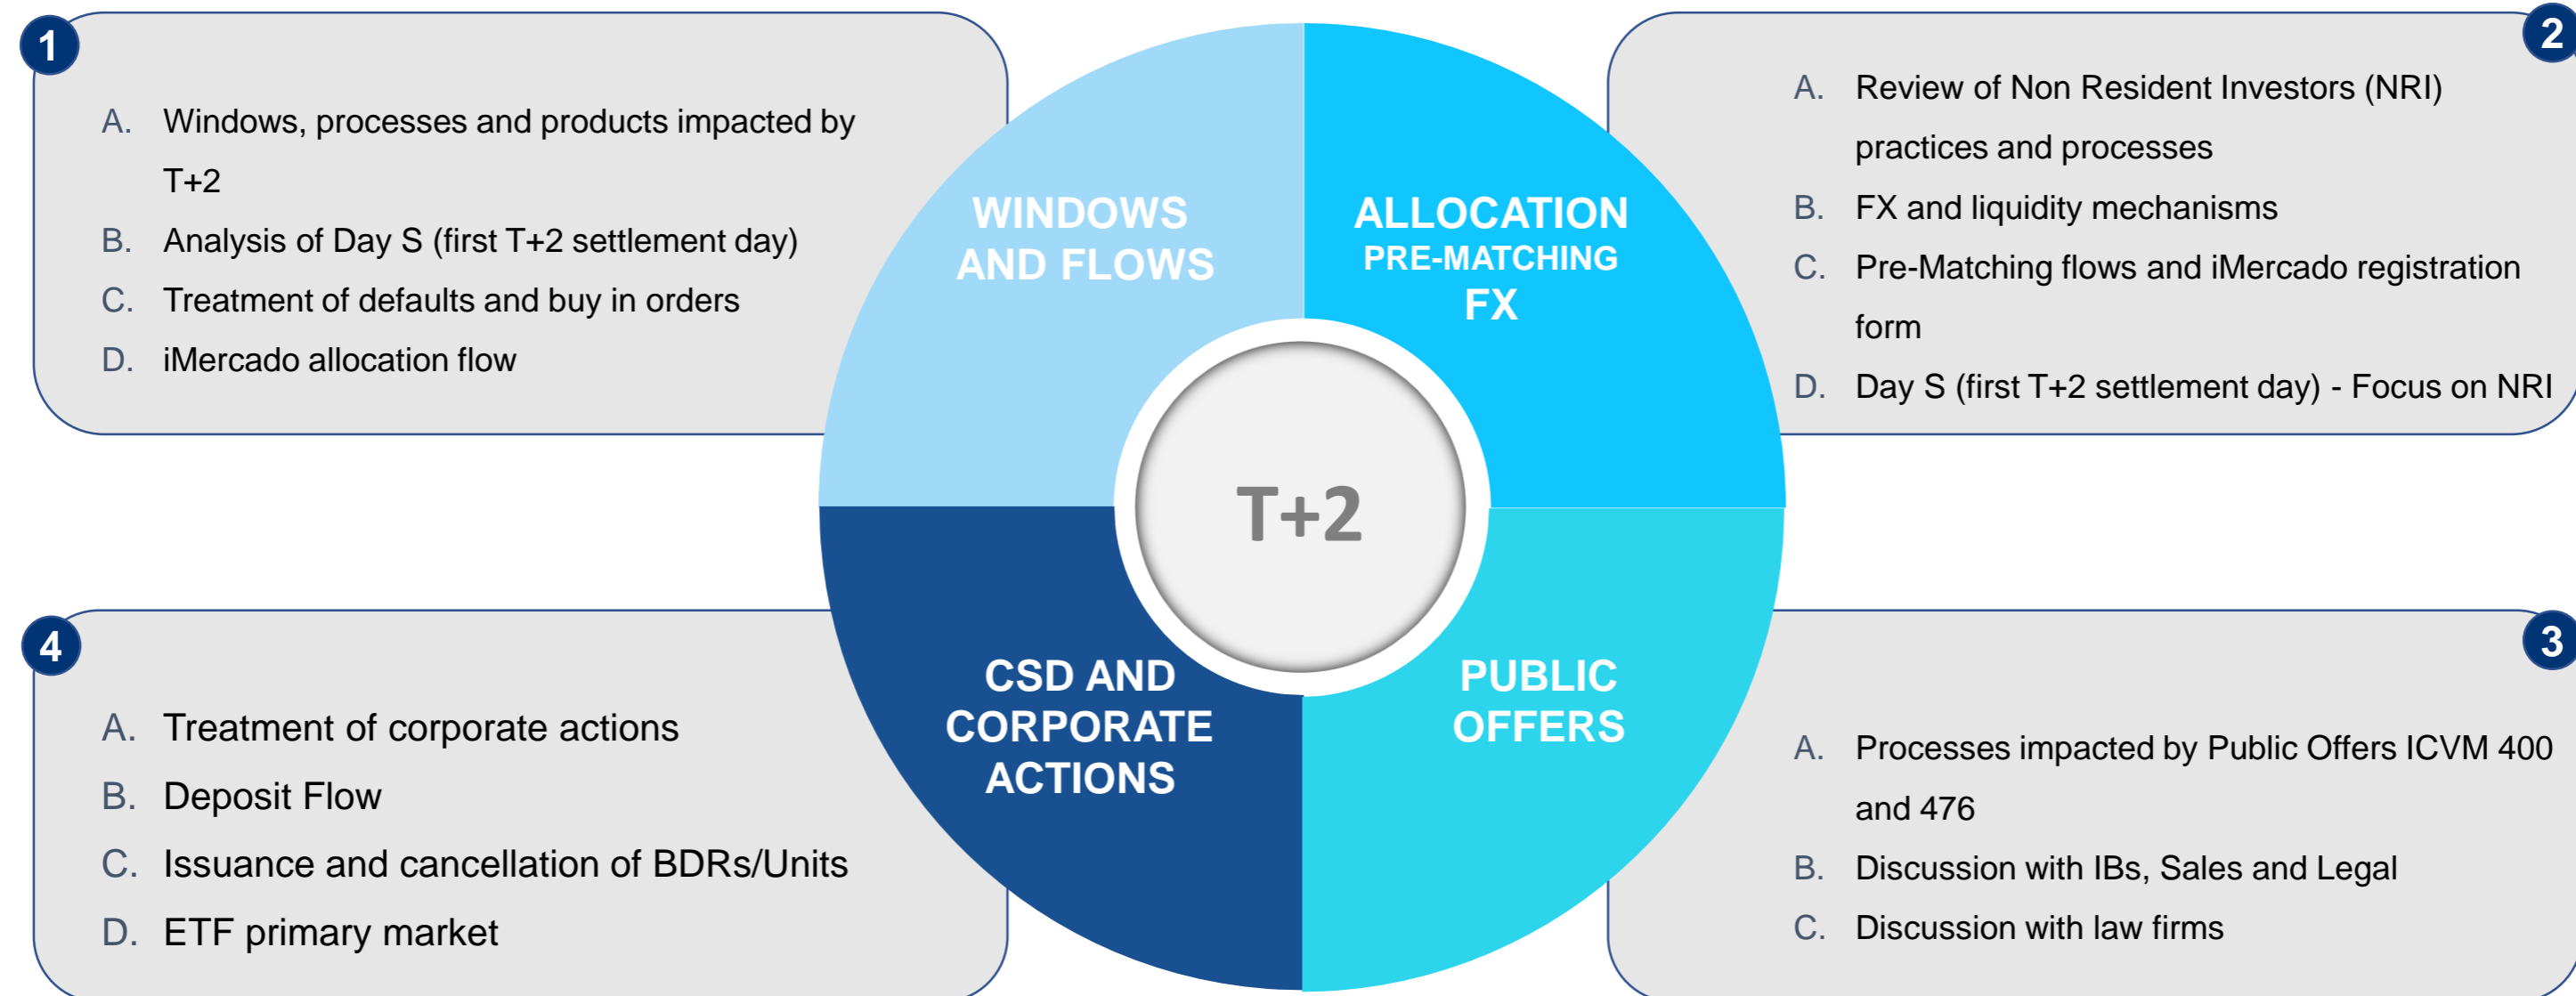 1
A. Windows, processes and products impacted by
T+2
B. Analysis of Day S (first T+2 settlement day)
C. Treatment of defaults and buy in orders
D. iMercado allocation flow
WINDOWS
AND FLOWS
ALLOCATION
PRE-MATCHING
FX
2
A. Review of Non Resident Investors (NRI)
practices and processes
B. FX and liquidity mechanisms
C. Pre-Matching flows and iMercado registration
form
D. Day S (first T+2 settlement day) - Focus on NRI
T+2
4
A. Treatment of corporate actions
B. Deposit Flow
C. Issuance and cancellation of BDRs/Units
D. ETF primary market
CSD AND
CORPORATE
ACTIONS
PUBLIC
OFFERS
3
A. Processes impacted by Public Offers ICVM 400
and 476
B. Discussion with IBs, Sales and Legal
C. Discussion with law firms